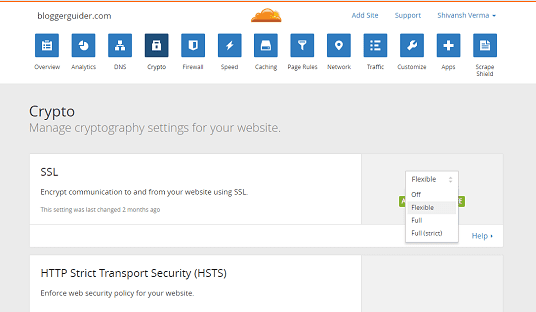 bloggerguider.com
Add Site Support Shivansh Verma
Overview Analytics DNS Crypto Firewall Speed Caching Page Rules Network Traffic Customize Apps Scrape Shield
Crypto
Manage cryptography settings for your website.
SSL
Encrypt communication to and from your website using SSL.
This setting was last changed 2 months ago
Flexible
Off
Flexible
Full
Full (strict)
Help
HTTP Strict Transport Security (HSTS)
Enforce web security policy for your website.